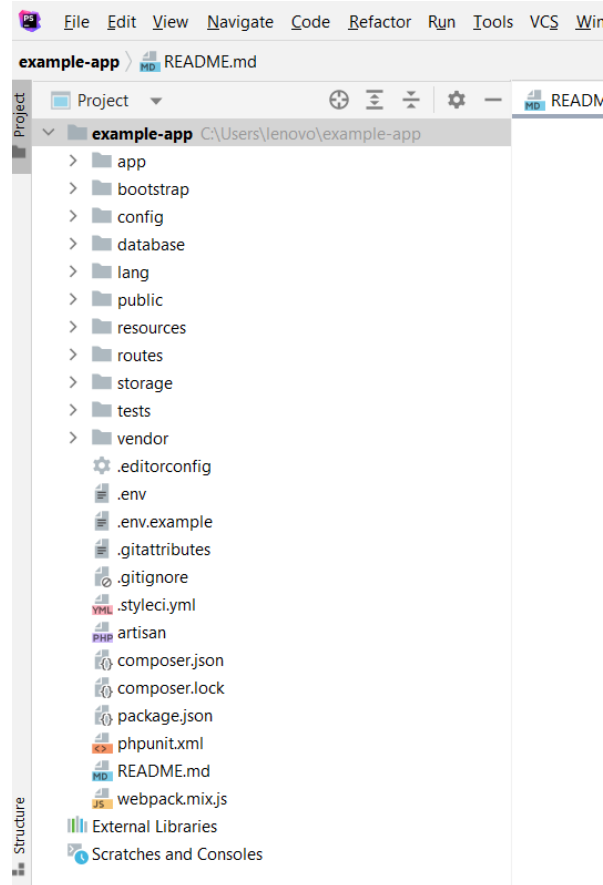 File Edit View Navigate Code Refactor Run Tools VCS
example-app README.md
Project
Project
example-app C:\Users\lenovo\example-app
app
bootstrap
config
database
lang
public
resources
routes
storage
tests
vendor
.editorconfig
.env
.env.example
.gitattributes
.gitignore
.styleci.yml
artisan
composer.json
composer.lock
package.json
phpunit.xml
README.md
webpack.mix.js
External Libraries
Scratches and Consoles
Structure